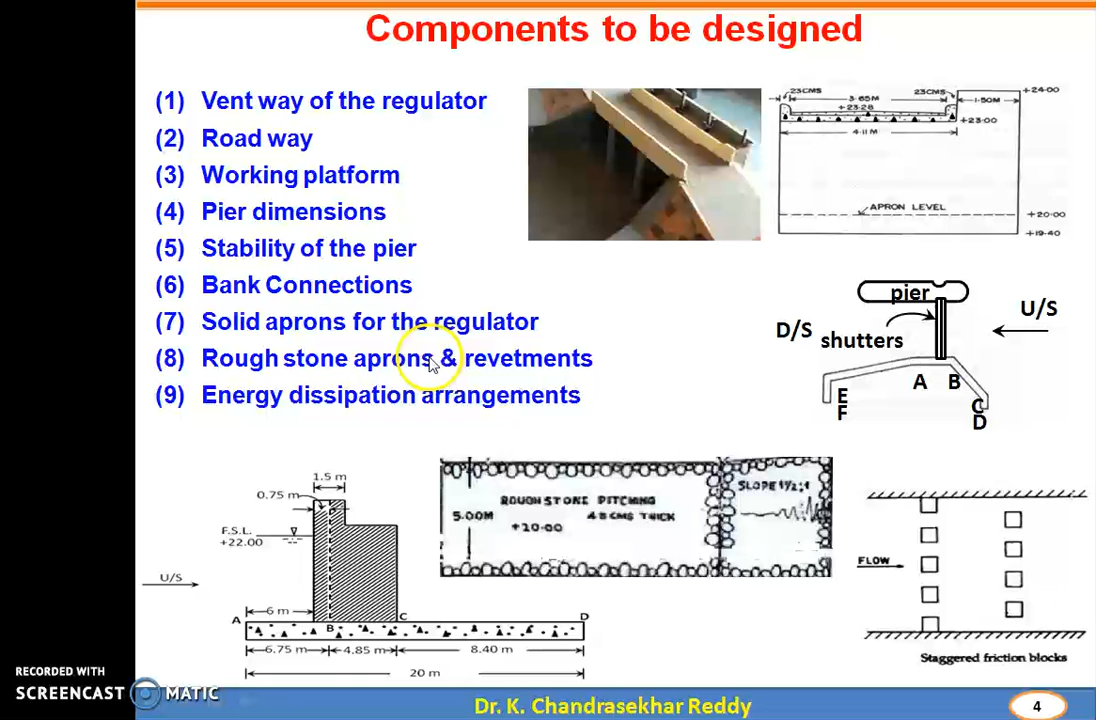 Components to be designed
(1) Vent way of the regulator
(2) Road way
(3) Working platform
(4) Pier dimensions
(5) Stability of the pier
(6) Bank Connections
(7) Solid aprons for the regulator
(8) Rough stone aprons & revetments
(9) Energy dissipation arrangements
23CMS
3·65M
23CMS
1·50M
+24·00
+23·28
+23·00
4·11M
APRON LEVEL
+20·00
+19·40
pier
U/S
D/S
shutters
A B
E
F
C
D
1.5 m
0.75 m
F.S.L.
+22.00
U/S
6 m
A
B
C
D
6.75 m
4.85 m
8.40 m
20 m
ROUGH STONE PITCHING
5.00M
48 CMS THICK
+20·00
SLOPE 1½:1
FLOW
Staggered friction blocks
RECORDED WITH
SCREENCAST MATIC
Dr. K. Chandrasekhar Reddy
4